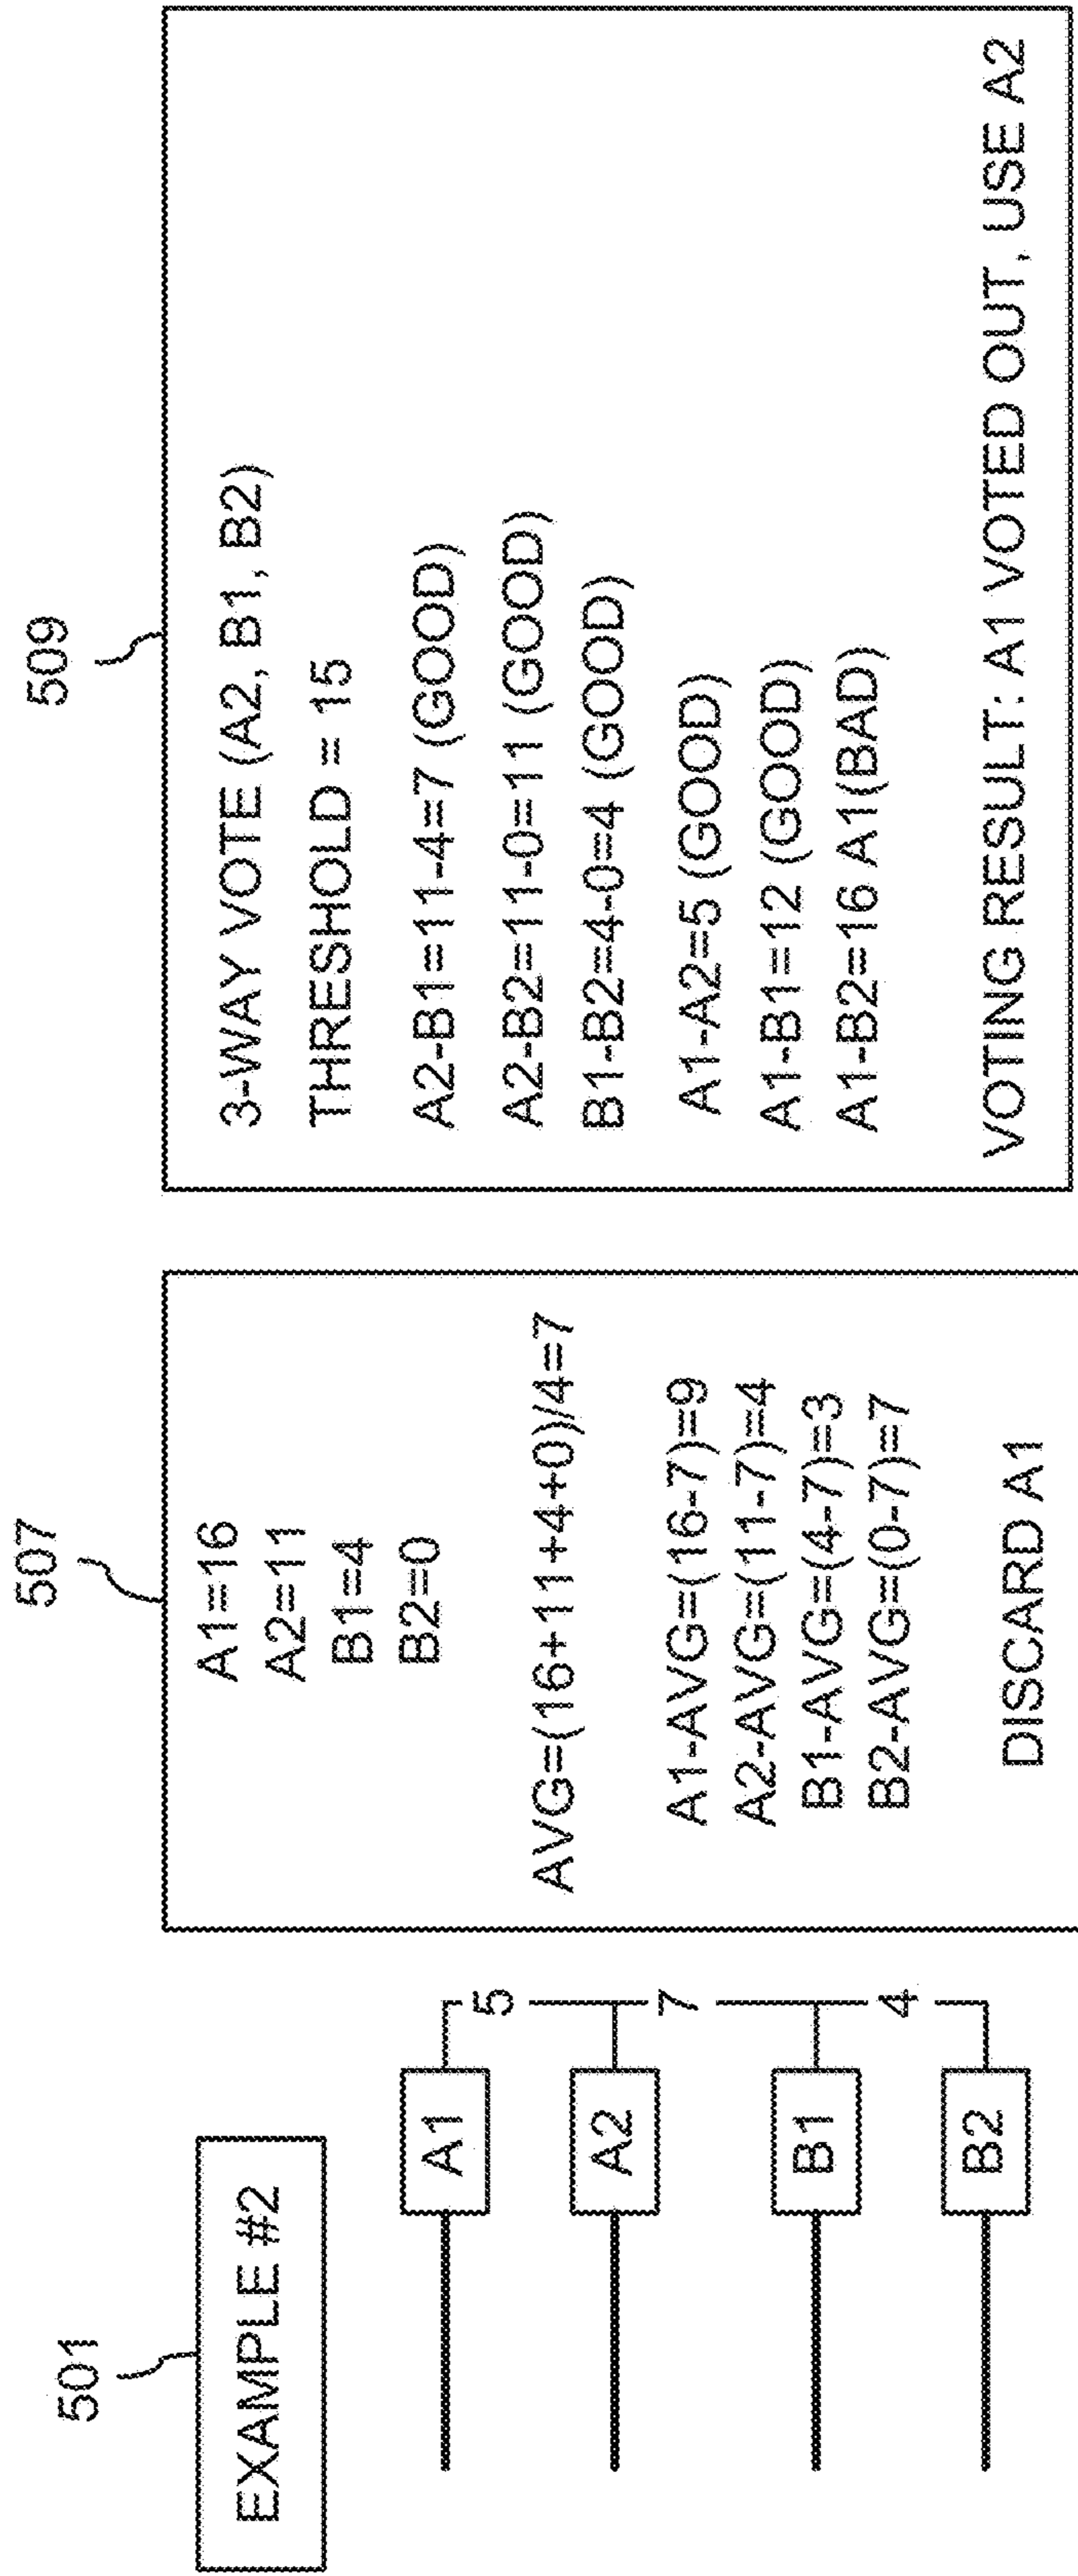 501
EXAMPLE #2
A1
A2
B1
B2
5
7
4
507
A1=16
A2=11
B1=4
B2=0
AVG=(16+11+4+0)/4=7
A1-AVG=(16-7)=9
A2-AVG=(11-7)=4
B1-AVG=(4-7)=3
B2-AVG=(0-7)=7
DISCARD A1
509
3-WAY VOTE (A2, B1, B2)
THRESHOLD = 15
A2-B1=11-4=7 (GOOD)
A2-B2=11-0=11 (GOOD)
B1-B2=4-0=4 (GOOD)
A1-A2=5 (GOOD)
A1-B1=12 (GOOD)
A1-B2=16 A1(BAD)
VOTING RESULT: A1 VOTED OUT, USE A2